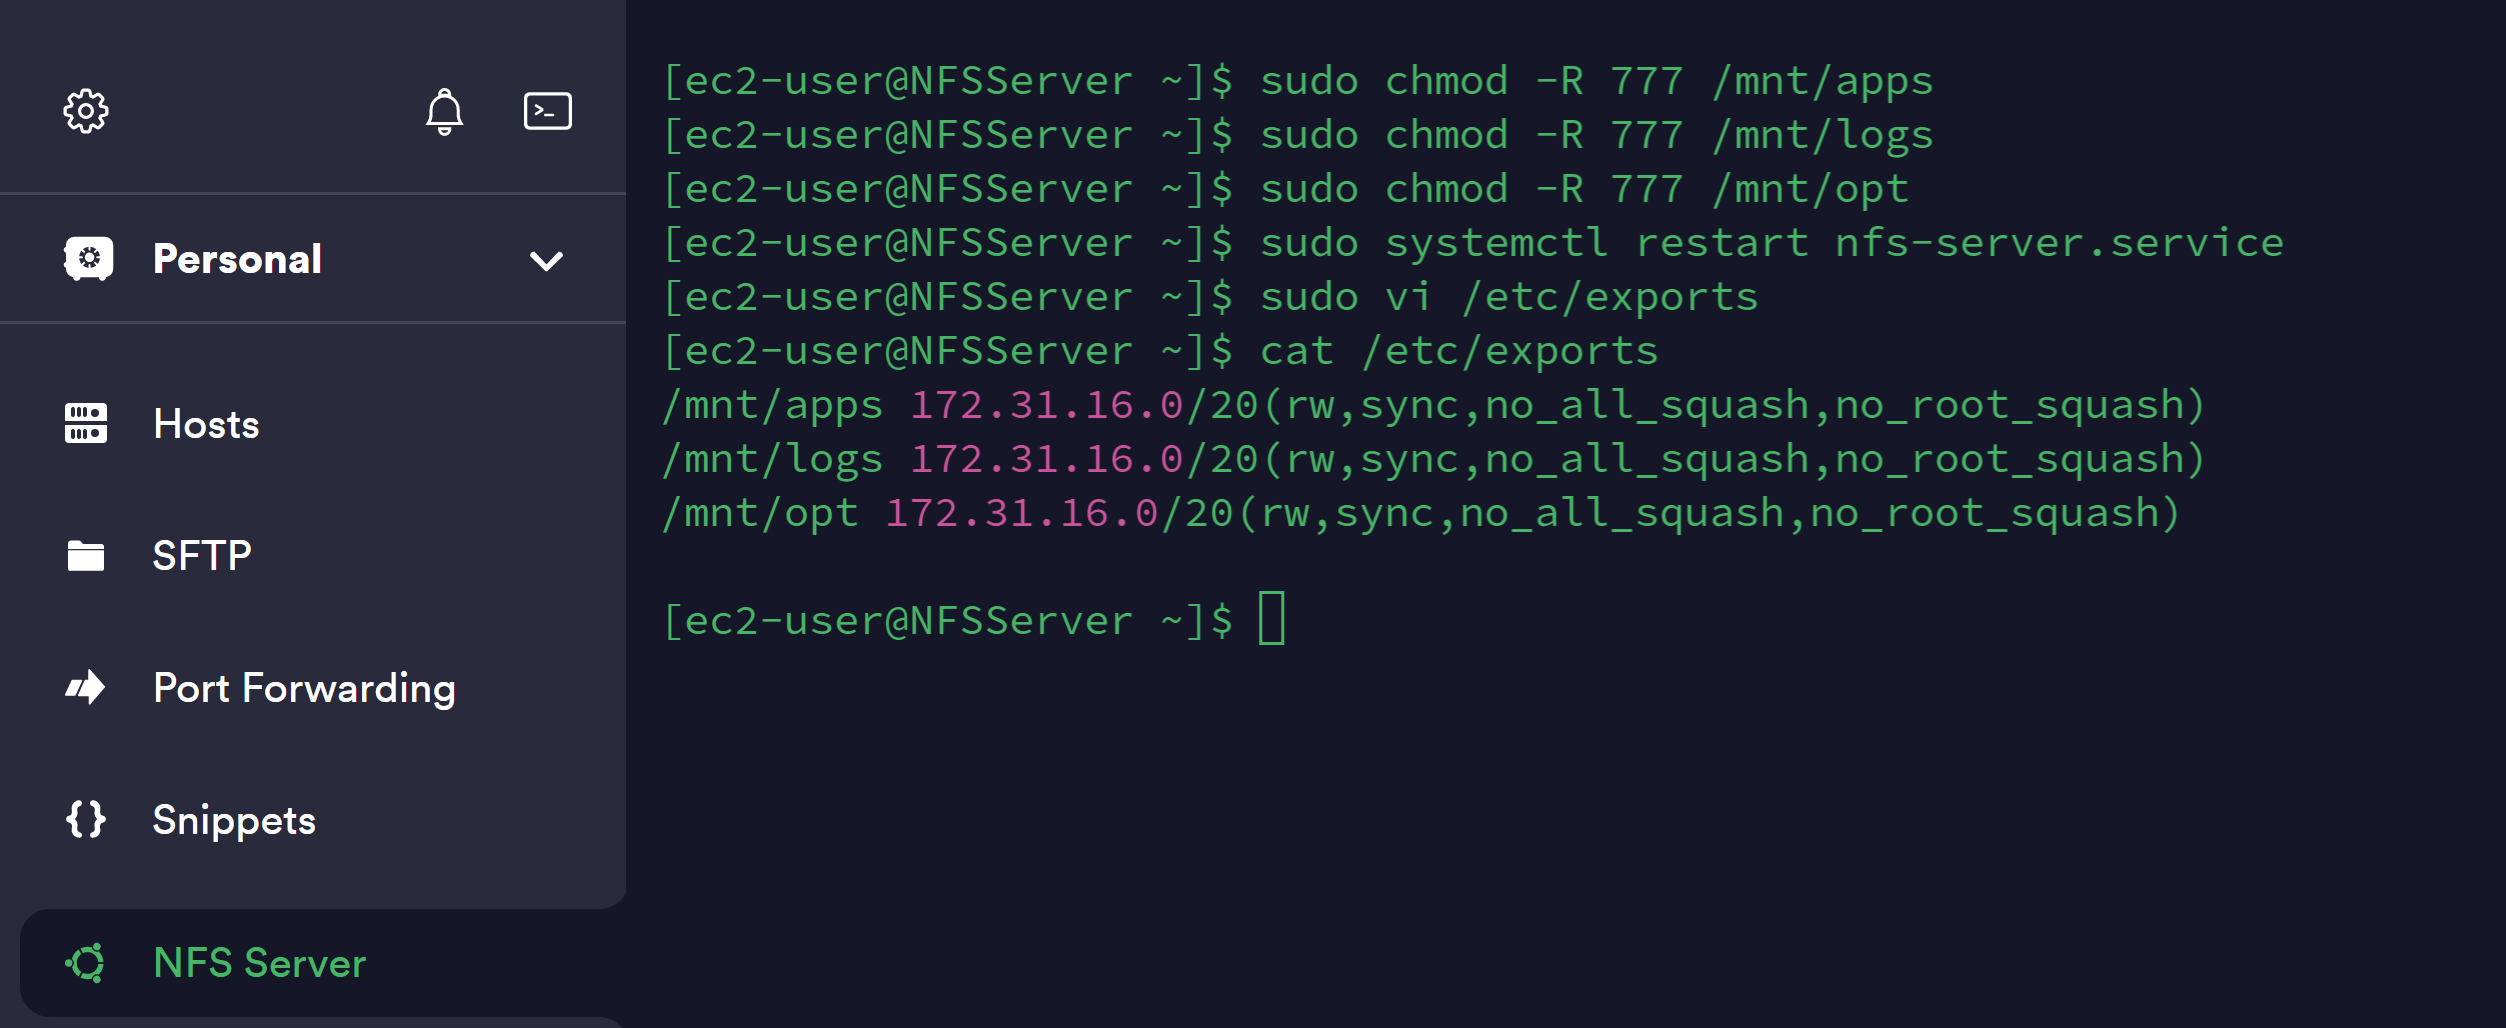 Personal
Hosts
SFTP
Port Forwarding
Snippets
NFS Server
[ec2-user@NFSServer ~]$ sudo chmod -R 777 /mnt/apps
[ec2-user@NFSServer ~]$ sudo chmod -R 777 /mnt/logs
[ec2-user@NFSServer ~]$ sudo chmod -R 777 /mnt/opt
[ec2-user@NFSServer ~]$ sudo systemctl restart nfs-server.service
[ec2-user@NFSServer ~]$ sudo vi /etc/exports
[ec2-user@NFSServer ~]$ cat /etc/exports
/mnt/apps 172.31.16.0/20(rw,sync,no_all_squash,no_root_squash)
/mnt/logs 172.31.16.0/20(rw,sync,no_all_squash,no_root_squash)
/mnt/opt 172.31.16.0/20(rw,sync,no_all_squash,no_root_squash)
[ec2-user@NFSServer ~]$